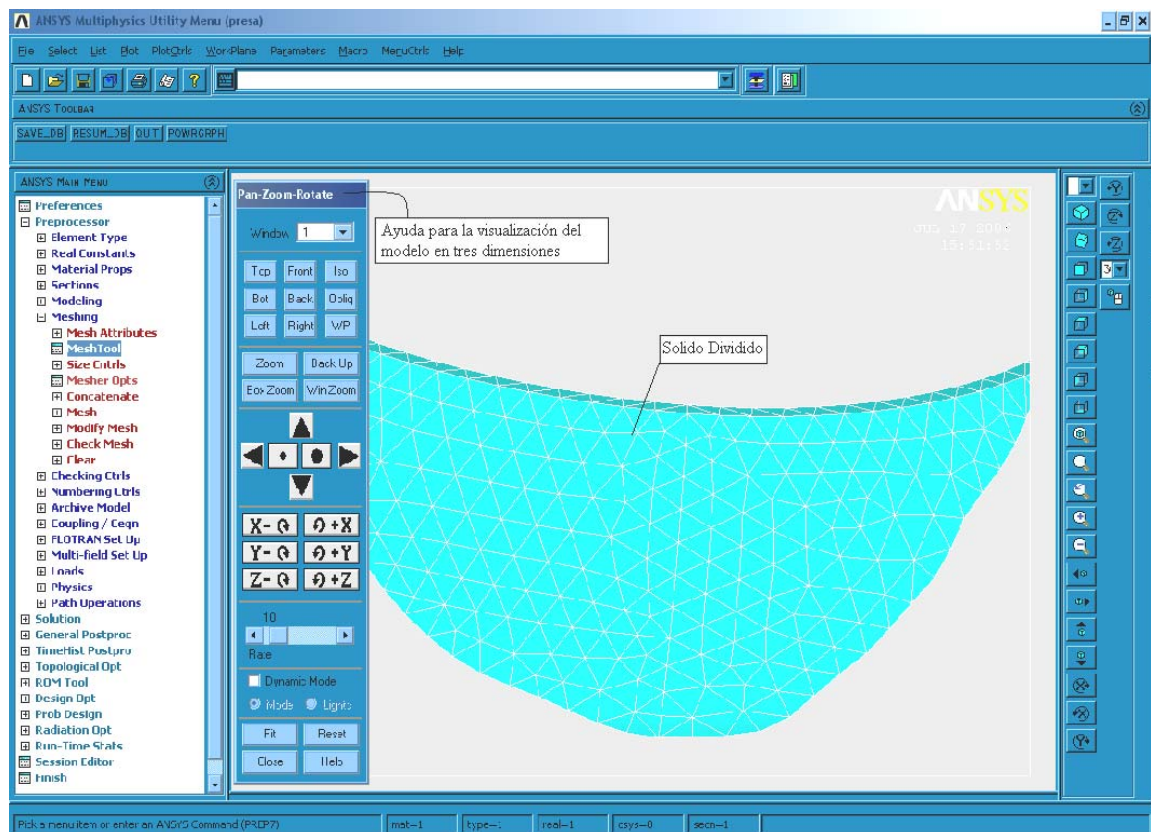 ANSYS Multiphysics Utility Menu (presa)
File Select List Plot PlotCtrls WorkPlane Parameters Macro MenuCtrls Help
ANSYS TOOLBAR
SAVE_DB RESUM_DB QUIT POWRGRPH
ANSYS MAIN MENU
Preferences
Preprocessor
Element Type
Real Constants
Material Props
Sections
Modeling
Meshing
Mesh Attributes
MeshTool
Size Cntrls
Mesher Opts
Concatenate
Mesh
Modify Mesh
Check Mesh
Clear
Checking Ctrls
Numbering Ctrls
Archive Model
Coupling / Ceqn
FLOTRAN Set Up
Multi-field Set Up
Loads
Physics
Path Operations
Solution
General Postproc
TimeHist Postpro
Topological Opt
ROM Tool
Design Opt
Prob Design
Radiation Opt
Run-Time Stats
Session Editor
Finish
Pan-Zoom-Rotate
Window 1
Top Front Iso
Bot Back Obliq
Left Right WP
Zoom Back Up
Box Zoom Win Zoom
X- +X
Y- +Y
Z- +Z
10
Rate
Dynamic Mode
Model Lights
Fit Reset
Close Help
Ayuda para la visualización del
modelo en tres dimensiones
Solido Dividido
ANSYS
3
Pick a menu item or enter an ANSYS Command (PREP7)
mat=1 type=1 real=1 csys=0 secn=1